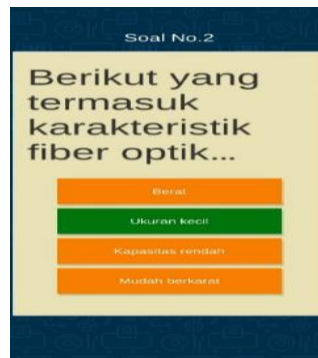 Soal No.2
Berikut yang
termasuk
karakteristik
fiber optik...
Berat
Ukuran kecil
Kapasitas rendah
Mudah berkarat